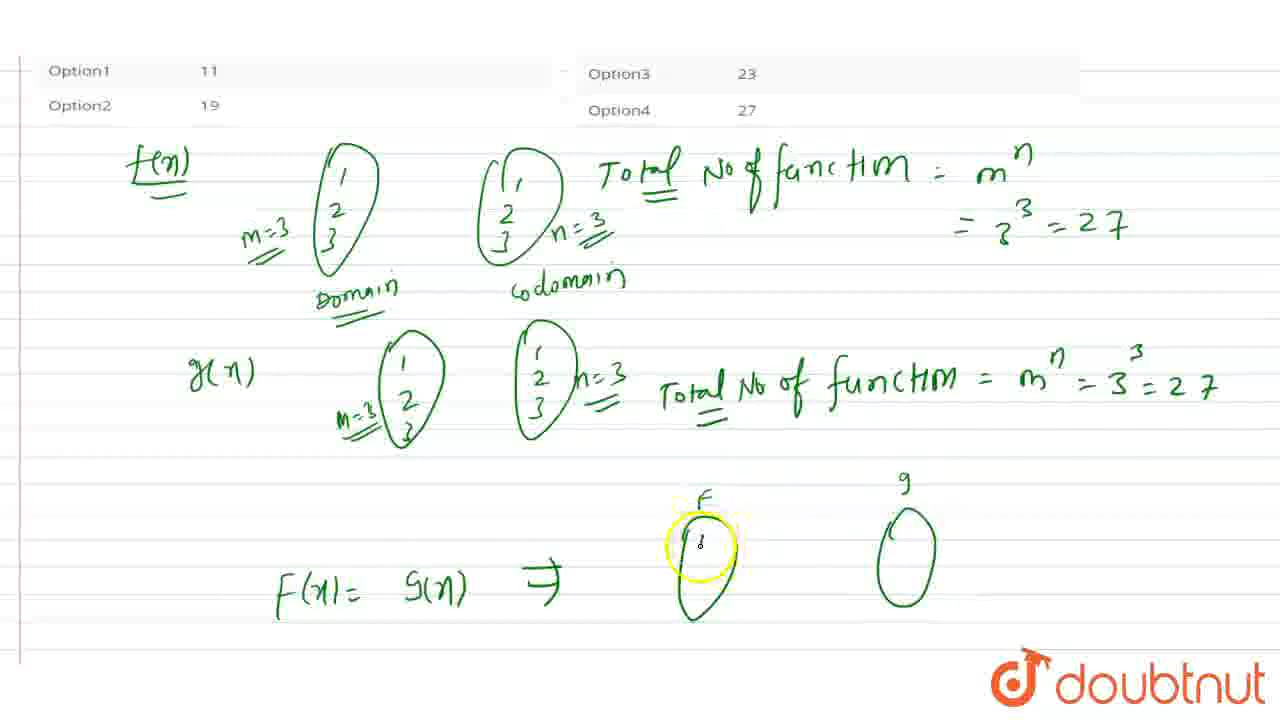 Option1 11
Option2 19
Option3 23
Option4 27
f(x)
m=3
1
2
3
Domain
1
2
3
n=3
codomain
Total No of function = m^n
= 3^3 = 27
g(x)
m=3
1
2
3
1
2
3
n=3
Total No of function = m^n = 3^3 = 27
F(x)= g(x) ⇒
F
1
g
doubtnut